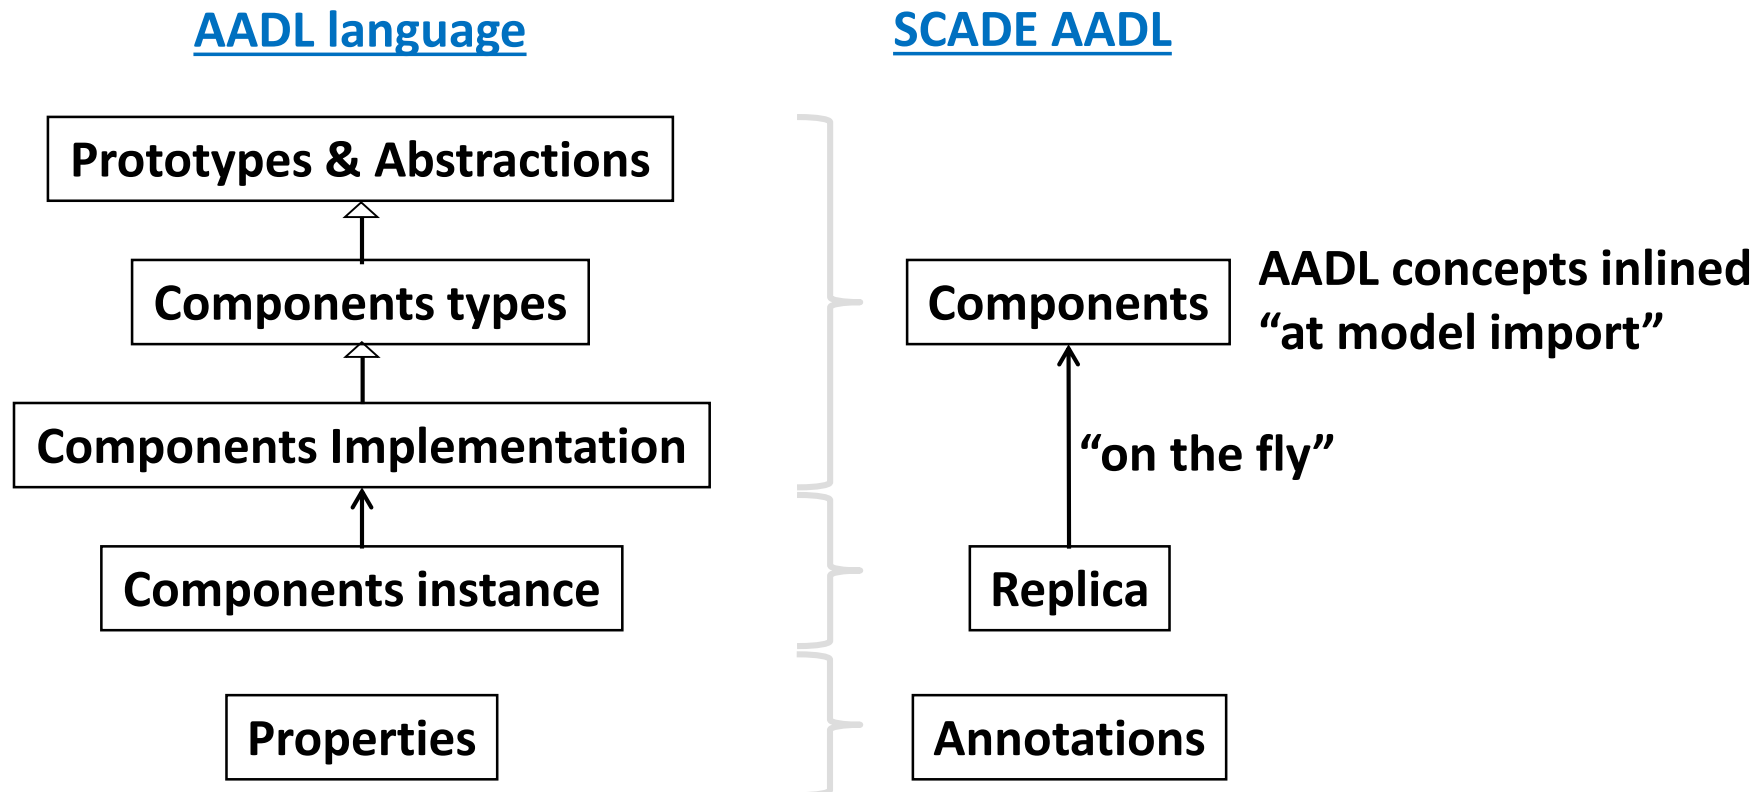 AADL language
SCADE AADL
Prototypes & Abstractions
Components types
Components
AADL concepts inlined
“at model import”
Components Implementation
“on the fly”
Components instance
Replica
Properties
Annotations